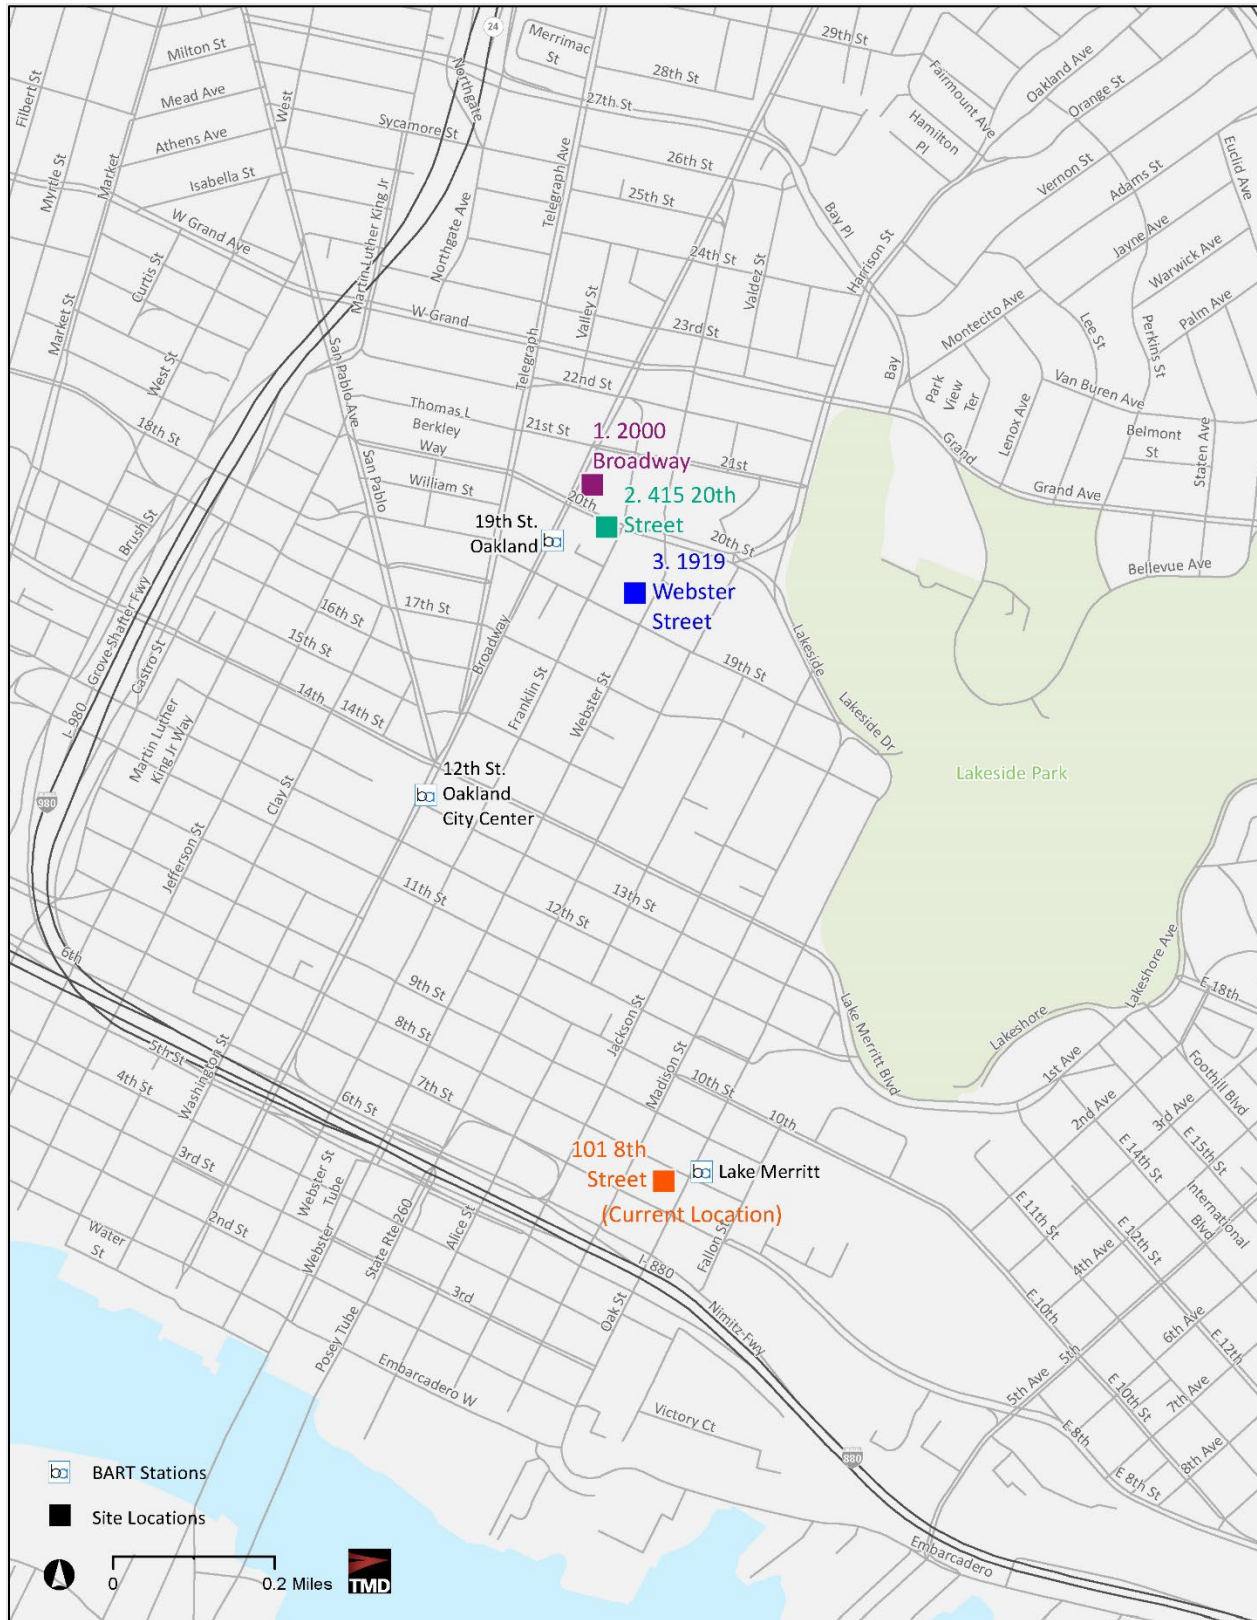 24
Merrimac
St
29th St
Milton St
28th St
Fairmount Ave
Oakland Ave
Orange St
Filbert St
Mead Ave
West
Northgate
27th St
Hamilton
Pl
Athens Ave
Sycamore St
26th St
Euclid Ave
Myrtle St
Market
Isabella St
Martin Luther King Jr
Telegraph Ave
25th St
Vernon St
Adams St
W Grand Ave
Northgate Ave
Bay Pl
Jayne Ave
Curtis St
24th St
Valdez St
Harrison St
Warwick Ave
Market St
W Grand
Valley St
23rd St
Montecito Ave
Lee St
Perkins St
Palm Ave
West St
San Pablo Ave
Telegraph
22nd St
Bay
Park
View
Ter
Lenox Ave
Van Buren Ave
18th St
Thomas L
Berkley
Way
21st St
1. 2000
Broadway
21st
Grand
Belmont
St
Staten Ave
San Pablo
William St
20th
2. 415 20th
Street
Grand Ave
Brush St
19th St.
Oakland
20th St
3. 1919
Webster
Street
Bellevue Ave
Grove-Shafter Fwy
16th St
17th St
15th St
Broadway
19th St
Lakeside
Castro St
14th
14th St
Franklin St
Webster St
Lakeside Dr
I-980
Martin Luther
King Jr Way
Clay St
12th St.
Oakland
City Center
Lakeside Park
980
Jefferson St
11th St
12th St
13th St
6th
9th St
Jackson St
Lake Merritt Blvd
Lakeshore Ave
E 18th
5th St
Washington St
8th St
Madison St
Lakeshore
4th St
7th St
10th St
10th
1st Ave
2nd Ave
3rd Ave
Foothill Blvd
6th St
3rd St
Webster St
Tube
101 8th
Street
(Current Location)
Lake Merritt
E 14th St
E 15th St
International
Blvd
2nd St
Water
St
Webster
State Rte 260
Alice St
Fallon St
E 11th St
4th Ave
E 12th St
3rd
I- 880
Oak St
Nimitz Fwy
E 10th
6th Ave
E 12th
Posey Tube
Embarcadero W
5th
5th Ave
E 10th St
7th Ave
Victory Ct
880
E 8th
8th Ave
E 8th St
Embarcadero
ba BART Stations
Site Locations
0 0.2 Miles
TMD